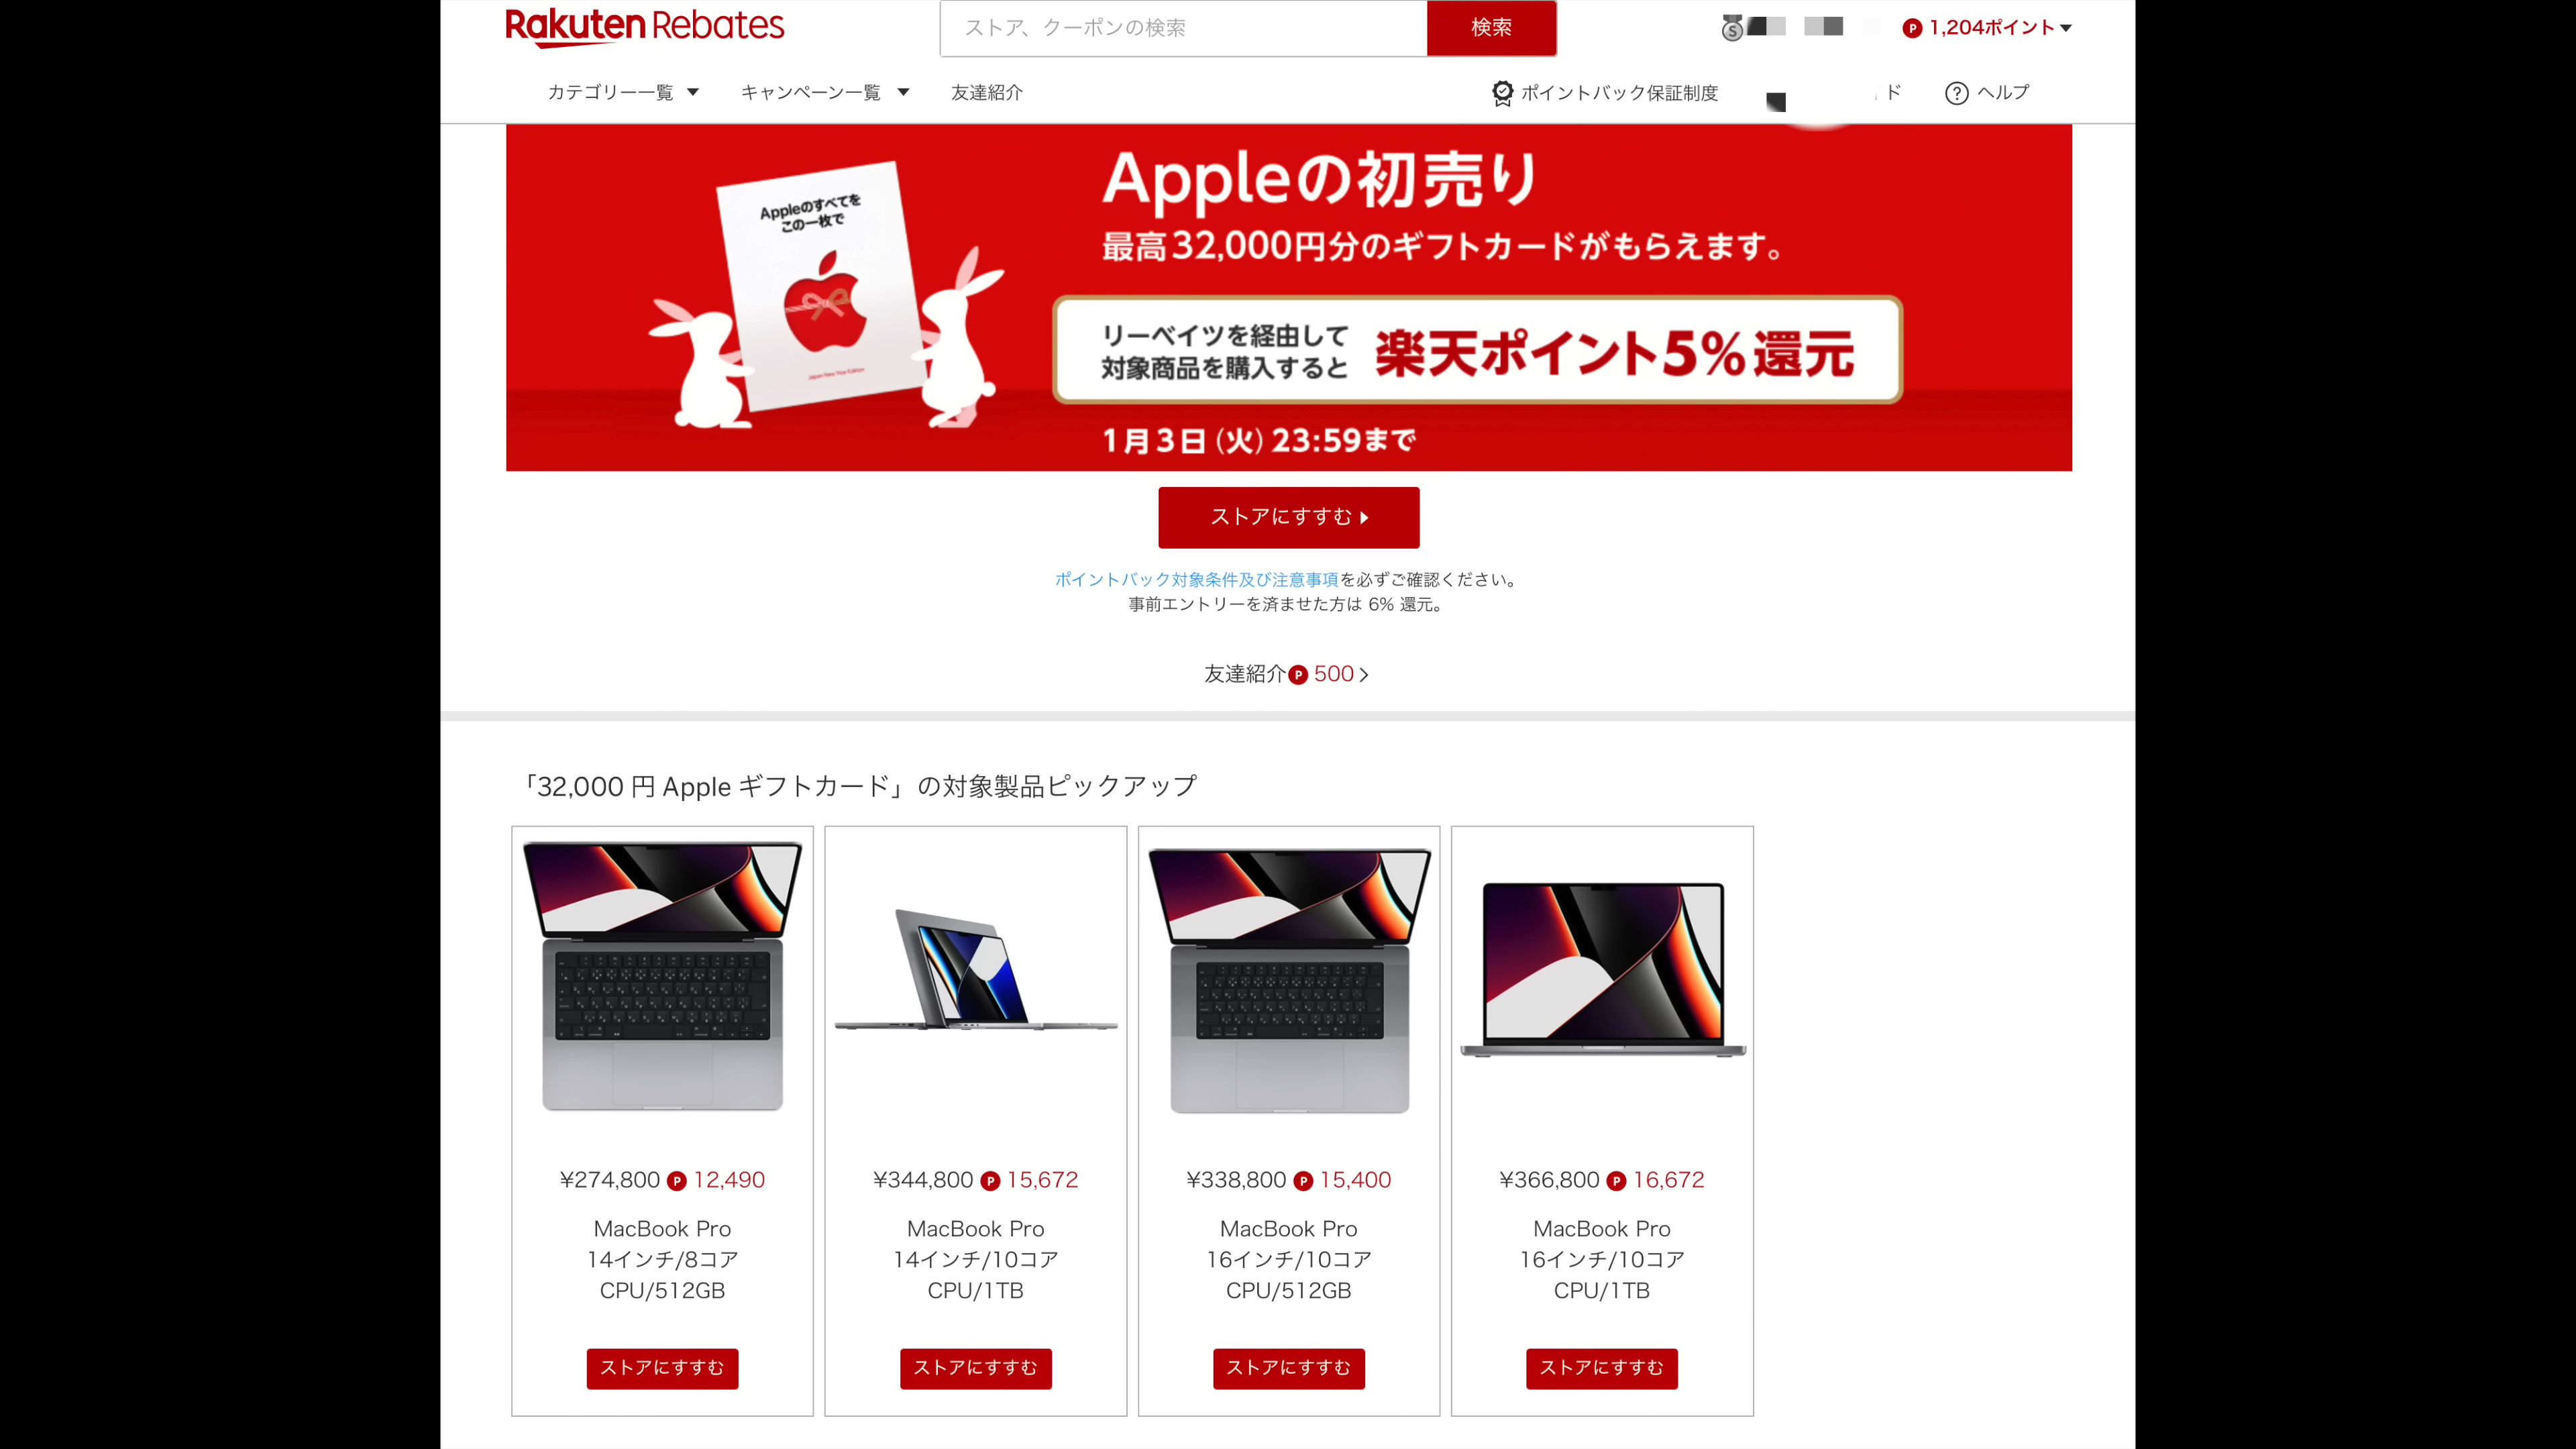 Rakuten Rebates
ストア、クーポンの検索
検索
1,204ポイント
カテゴリー一覧
キャンペーン一覧
友達紹介
ポイントバック保証制度
ド
ヘルプ
Appleのすべてを
この一枚で
Japan New Year Edition
Appleの初売り
最高32,000円分のギフトカードがもらえます。
リーベイツを経由して
対象商品を購入すると
楽天ポイント5%還元
1月3日(火) 23:59まで
ストアにすすむ
ポイントバック対象条件及び注意事項を必ずご確認ください。
事前エントリーを済ませた方は 6% 還元。
友達紹介 P 500
「32,000 円 Apple ギフトカード」の対象製品ピックアップ
¥274,800 P 12,490
MacBook Pro
14インチ/8コア
CPU/512GB
ストアにすすむ
¥344,800 P 15,672
MacBook Pro
14インチ/10コア
CPU/1TB
ストアにすすむ
¥338,800 P 15,400
MacBook Pro
16インチ/10コア
CPU/512GB
ストアにすすむ
¥366,800 P 16,672
MacBook Pro
16インチ/10コア
CPU/1TB
ストアにすすむ